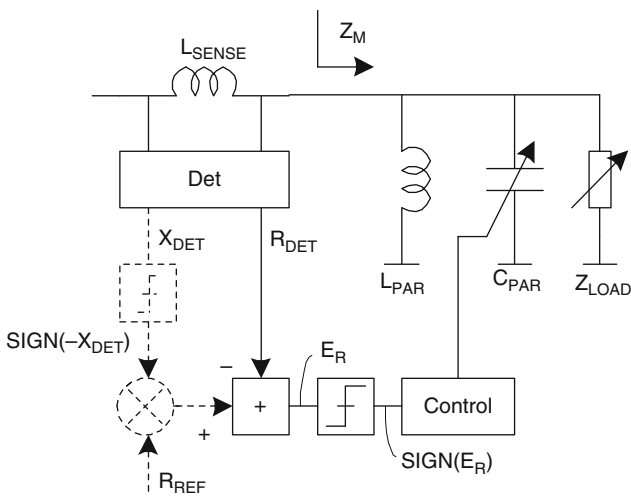 Z_M
L_SENSE
Det
X_DET
R_DET
L_PAR
C_PAR
Z_LOAD
SIGN(–X_DET)
–
E_R
+
Control
+
SIGN(E_R)
R_REF